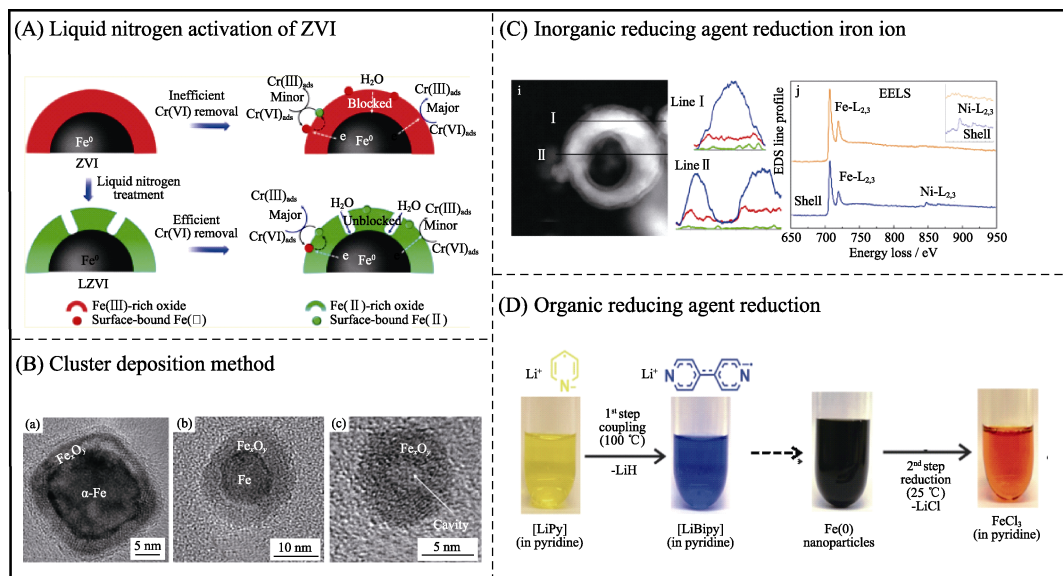 (A) Liquid nitrogen activation of ZVI
Fe⁰
ZVI
Inefficient
Cr(VI) removal
Cr(III)ads
Minor
Cr(VI)ads
H₂O
Blocked
e
Fe⁰
Cr(III)ads
Major
Cr(VI)ads
Liquid nitrogen
treatment
Fe⁰
LZVI
Efficient
Cr(VI) removal
Cr(III)ads
Major
Cr(VI)ads
H₂O
H₂O
Unblocked
e
Fe⁰
Cr(III)ads
Minor
Cr(VI)ads
Fe(III)-rich oxide
Surface-bound Fe(□)
Fe(Ⅱ)-rich oxide
Surface-bound Fe(Ⅱ)
(B) Cluster deposition method
(a)
FexOy
α-Fe
5 nm
(b)
FexOy
Fe
10 nm
(c)
FexOy
Cavity
5 nm
(C) Inorganic reducing agent reduction iron ion
i
Ⅰ
Ⅱ
Line Ⅰ
Line Ⅱ
EDS line profile
j
EELS
Fe-L₂,₃
Ni-L₂,₃
Shell
Fe-L₂,₃
Ni-L₂,₃
Shell
650 700 750 800 850 900 950
Energy loss / eV
(D) Organic reducing agent reduction
Li⁺
N
Li⁺
N
N
1st step
coupling
(100 ℃)
-LiH
2nd step
reduction
(25 ℃)
-LiCl
[LiPy]
(in pyridine)
[LiBipy]
(in pyridine)
Fe(0)
nanoparticles
FeCl₃
(in pyridine)